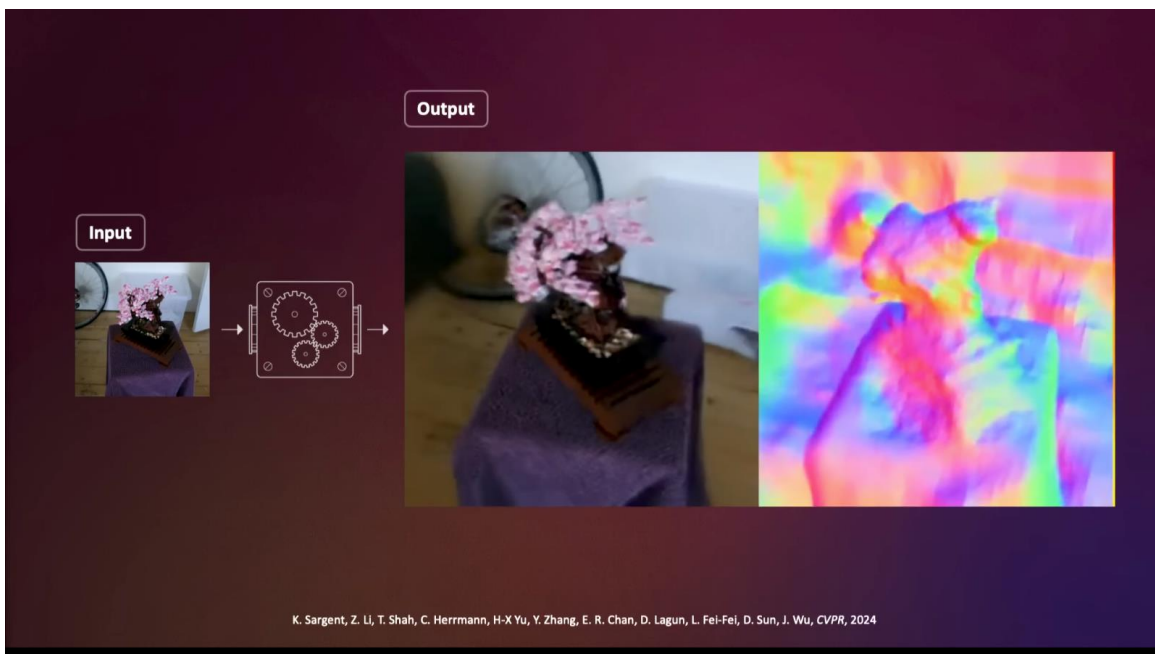 Output
Input
K. Sargent, Z. Li, T. Shah, C. Herrmann, H-X Yu, Y. Zhang, E. R. Chan, D. Lagun, L. Fei-Fei, D. Sun, J. Wu, CVPR, 2024